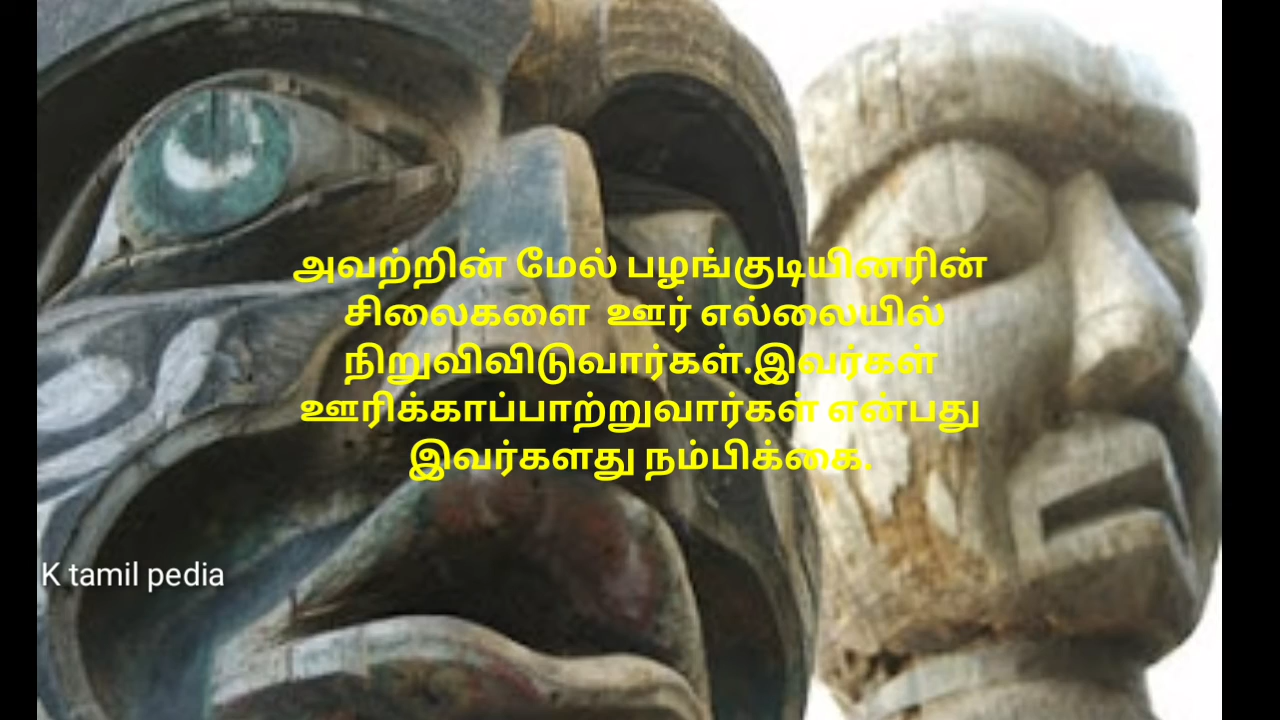 அவற்றின் மேல் பழங்குடியினரின்
சிலைகளை ஊர் எல்லையில்
நிறுவிவிடுவார்கள்.இவர்கள்
ஊரிக்காப்பாற்றுவார்கள் என்பது
இவர்களது நம்பிக்கை.
K tamil pedia